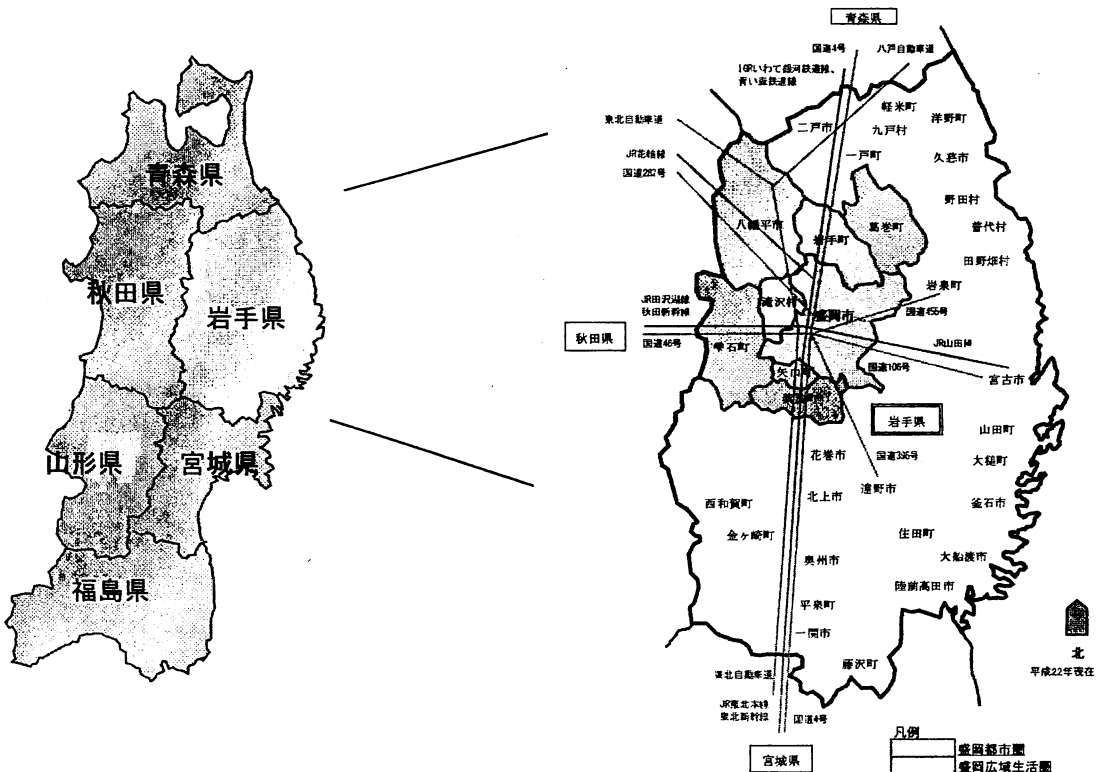 青森県
秋田県
岩手県
山形県
宮城県
福島県
青森県
国道4号
八戸自動車道
IGRいわて銀河鉄道線、
青い森鉄道線
東北自動車道
JR花輪線
国道282号
軽米町
二戸市
九戸村
洋野町
一戸町
久慈市
野田村
普代村
八幡平市
岩手町
葛巻町
田野畑村
岩泉町
JR田沢湖線
秋田新幹線
滝沢村
盛岡市
国道455号
秋田県
国道46号
雫石町
JR山田線
国道106号
宮古市
岩手県
山田町
花巻市
国道396号
大槌町
遠野市
西和賀町
北上市
釜石市
金ヶ崎町
住田町
奥州市
大船渡市
陸前高田市
平泉町
一関市
藤沢町
北
平成22年現在
東北自動車道
JR東北本線
東北新幹線
国道4号
宮城県
凡例
盛岡都市圏
盛岡広域生活圏